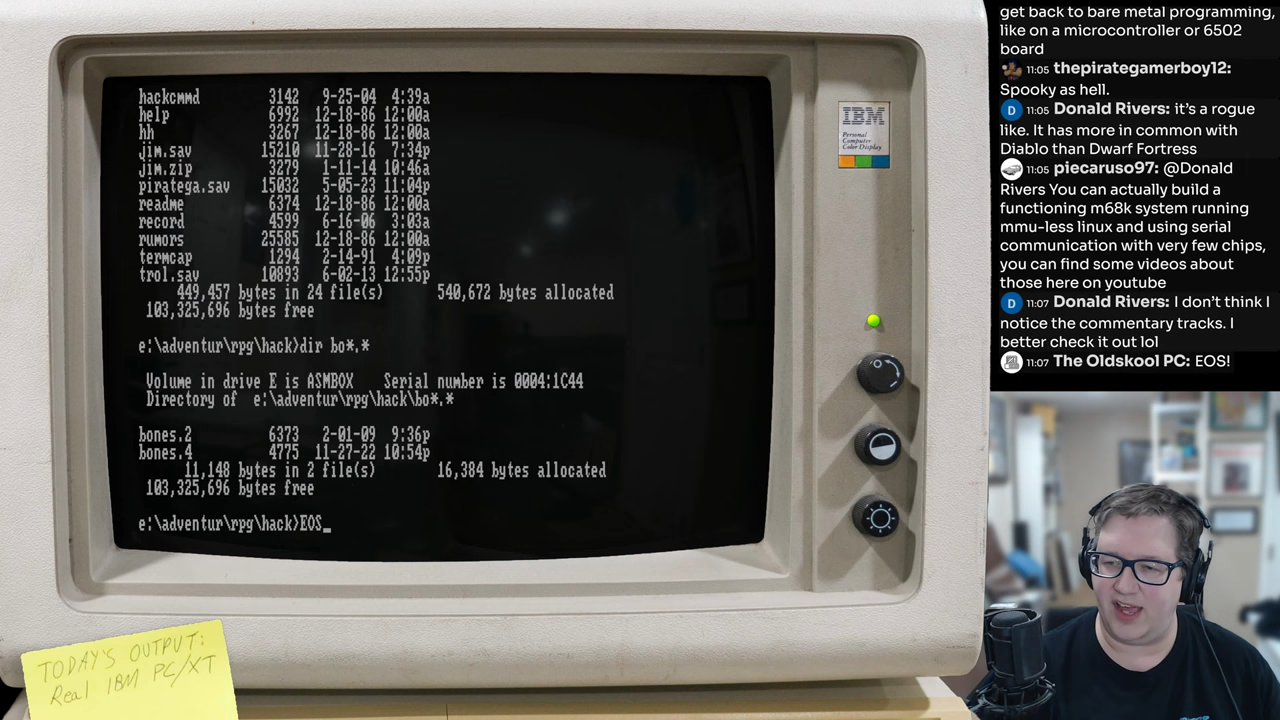 hackcmmd 3142 9-25-04 4:39a
help 6992 12-18-86 12:00a
hh 3267 12-18-86 12:00a
jim.sav 15210 11-28-16 7:34p
jim.zip 3279 1-11-14 10:46a
piratega.sav 15032 5-05-23 11:04p
readme 6374 12-18-86 12:00a
record 4599 6-16-06 3:03a
rumors 25585 12-18-86 12:00a
termcap 1294 2-14-91 4:09p
trol.sav 10893 6-02-13 12:55p
449,457 bytes in 24 file(s) 540,672 bytes allocated
103,325,696 bytes free
e:\adventur\rpg\hack>dir bo*.*
Volume in drive E is ASMBOX Serial number is 0004:1C44
Directory of e:\adventur\rpg\hack\bo*.*
bones.2 6373 2-01-09 9:36p
bones.4 4775 11-27-22 10:54p
11,148 bytes in 2 file(s) 16,384 bytes allocated
103,325,696 bytes free
e:\adventur\rpg\hack>EOS_
IBM
Personal
Computer
Color Display
TODAY'S OUTPUT:
Real IBM PC/XT
get back to bare metal programming,
like on a microcontroller or 6502
board
11:05 thepirategamerboy12:
Spooky as hell.
D 11:05 Donald Rivers: it's a rogue
like. It has more in common with
Diablo than Dwarf Fortress
11:05 piecaruso97: @Donald
Rivers You can actually build a
functioning m68k system running
mmu-less linux and using serial
communication with very few chips,
you can find some videos about
those here on youtube
D 11:07 Donald Rivers: I don't think I
notice the commentary tracks. I
better check it out lol
11:07 The Oldskool PC: EOS!